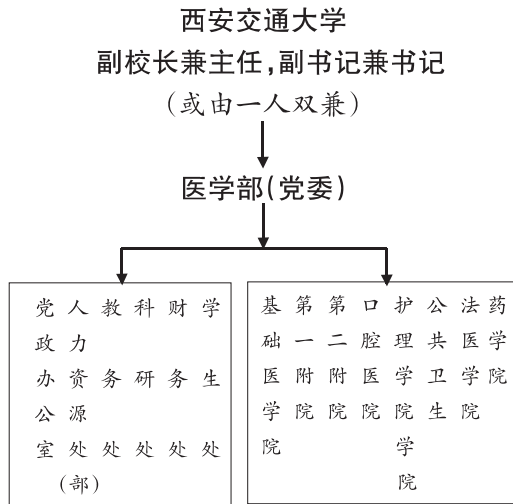 西安交通大学
副校长兼主任,副书记兼书记
(或由一人双兼)
医学部(党委)
党政办公室
人力资源处(部)
教务处
科研处
财务处
学生处
基础医学院
第一附院
第二附院
口腔医院
护理学院
公共卫生学院
法医学院
药学院